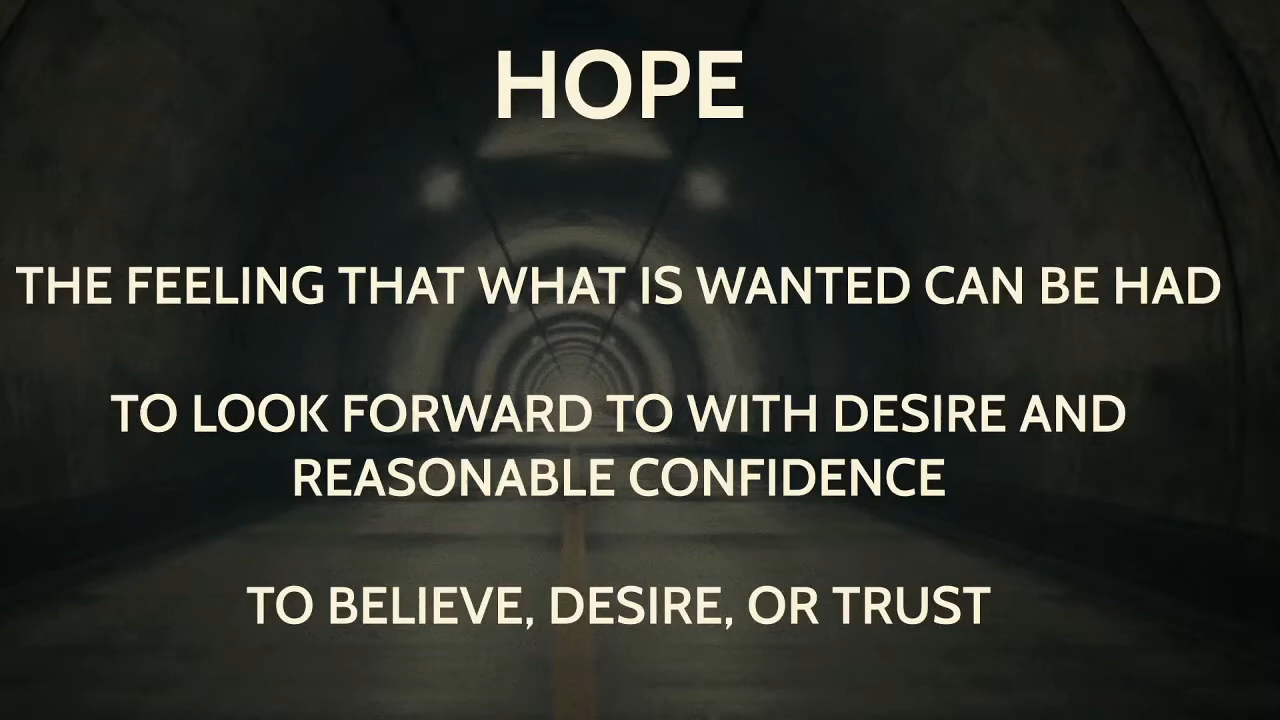 HOPE
THE FEELING THAT WHAT IS WANTED CAN BE HAD
TO LOOK FORWARD TO WITH DESIRE AND
REASONABLE CONFIDENCE
TO BELIEVE, DESIRE, OR TRUST